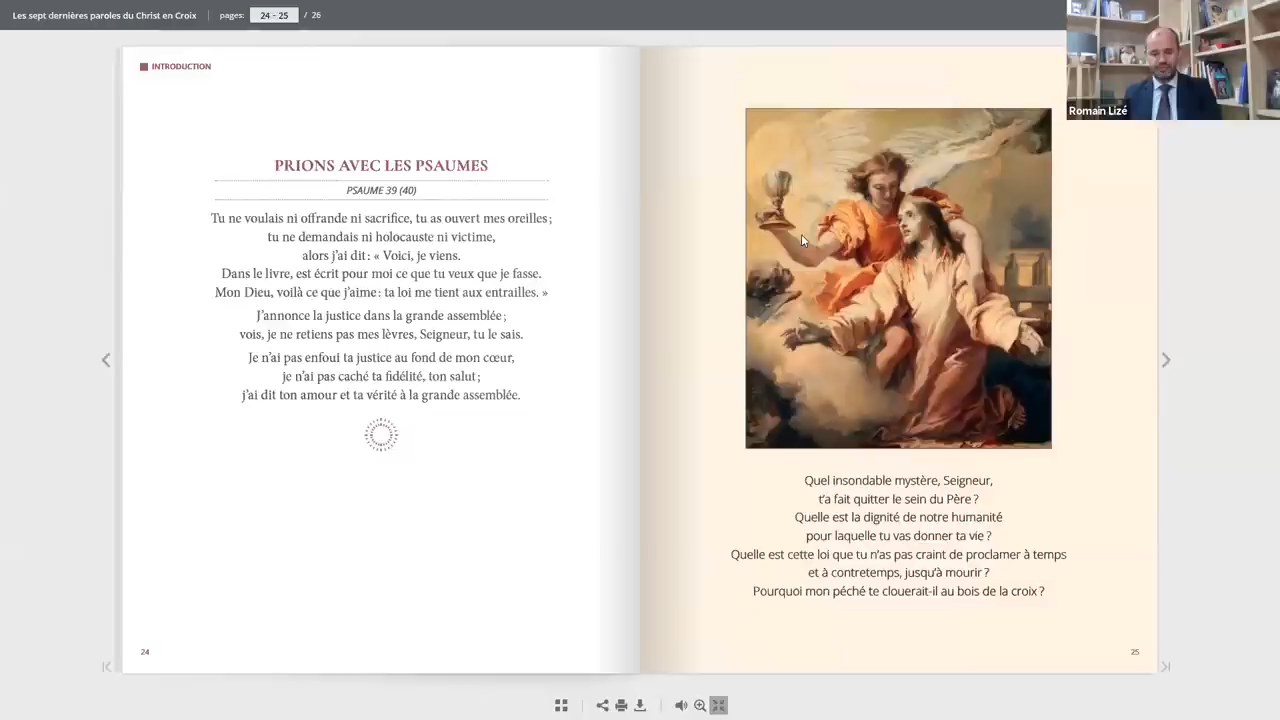 Les sept dernières paroles du Christ en Croix
pages: 24 - 25 / 26
Romain Lizé
INTRODUCTION
PRIONS AVEC LES PSAUMES
PSAUME 39 (40)
Tu ne voulais ni offrande ni sacrifice, tu as ouvert mes oreilles ;
tu ne demandais ni holocauste ni victime,
alors j'ai dit : « Voici, je viens.
Dans le livre, est écrit pour moi ce que tu veux que je fasse.
Mon Dieu, voilà ce que j'aime : ta loi me tient aux entrailles. »
J'annonce la justice dans la grande assemblée ;
vois, je ne retiens pas mes lèvres, Seigneur, tu le sais.
Je n'ai pas enfoui ta justice au fond de mon cœur,
je n'ai pas caché ta fidélité, ton salut ;
j'ai dit ton amour et ta vérité à la grande assemblée.
24
Quel insondable mystère, Seigneur,
t'a fait quitter le sein du Père ?
Quelle est la dignité de notre humanité
pour laquelle tu vas donner ta vie ?
Quelle est cette loi que tu n'as pas craint de proclamer à temps
et à contretemps, jusqu'à mourir ?
Pourquoi mon péché te clouerait-il au bois de la croix ?
25